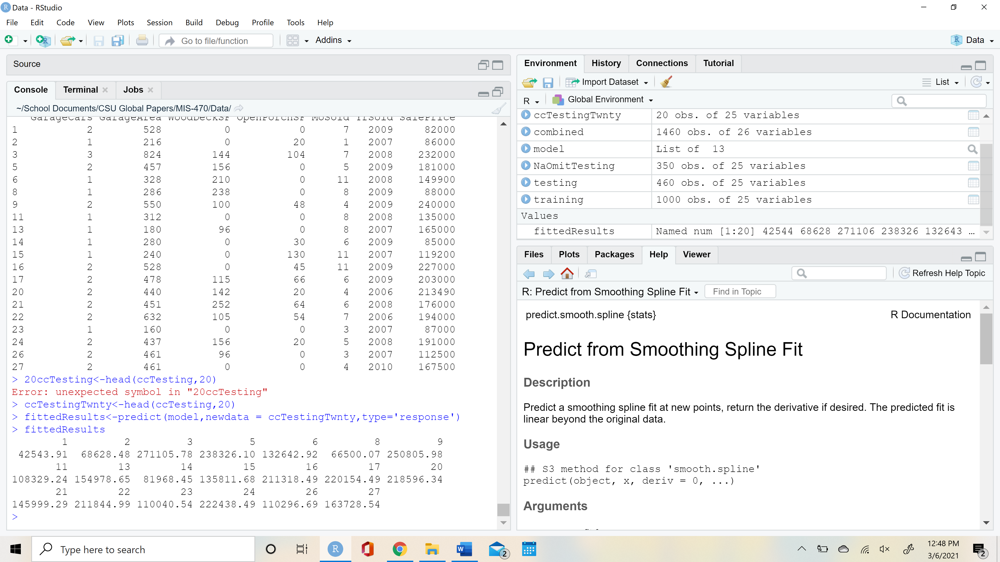 R Data - RStudio
File Edit Code View Plots Session Build Debug Profile Tools Help
R Go to file/function Addins R Data
Source
Console Terminal Jobs
~/School Documents/CSU Global Papers/MIS-470/Data/
GarageCars GarageArea WoodDeckSF OpenPorchSF MoSold YrSold SalePrice
1 2 528 0 0 7 2009 82000
2 1 216 0 20 1 2007 86000
3 3 824 144 104 7 2008 232000
5 2 457 156 0 5 2009 181000
6 1 328 210 0 11 2008 149900
8 1 286 238 0 8 2009 88000
9 2 550 100 48 4 2009 240000
11 1 312 0 0 8 2008 135000
13 1 180 96 0 8 2007 165000
14 1 280 0 30 6 2009 85000
15 1 240 0 130 11 2007 119200
16 2 528 0 45 11 2009 227000
17 2 478 115 66 6 2009 203000
20 2 440 142 20 4 2006 213490
21 2 451 252 64 6 2008 176000
22 2 632 105 54 7 2006 194000
23 1 160 0 0 3 2007 87000
24 2 437 156 20 5 2008 191000
26 2 461 96 0 3 2007 112500
27 2 461 0 0 4 2010 167500
> 20ccTesting<-head(ccTesting,20)
Error: unexpected symbol in "20ccTesting"
> ccTestingTwnty<-head(ccTesting,20)
> fittedResults<-predict(model,newdata = ccTestingTwnty,type='response')
> fittedResults
1 2 3 5 6 8 9
42543.91 68628.48 271105.78 238326.10 132642.92 66500.07 250805.98
11 13 14 15 16 17 20
108329.24 154978.65 81968.45 135811.68 211318.49 220154.49 218596.34
21 22 23 24 26 27
145999.29 211844.99 110040.54 222438.49 110296.69 163728.54
>
Environment History Connections Tutorial
Import Dataset List
R Global Environment
ccTestingTwnty 20 obs. of 25 variables
combined 1460 obs. of 26 variables
model List of 13
NaOmitTesting 350 obs. of 25 variables
testing 460 obs. of 25 variables
training 1000 obs. of 25 variables
Values
fittedResults Named num [1:20] 42544 68628 271106 238326 132643 ...
Files Plots Packages Help Viewer
Refresh Help Topic
R: Predict from Smoothing Spline Fit Find in Topic
predict.smooth.spline {stats} R Documentation
Predict from Smoothing Spline Fit
Description
Predict a smoothing spline fit at new points, return the derivative if desired. The predicted fit is
linear beyond the original data.
Usage
## S3 method for class 'smooth.spline'
predict(object, x, deriv = 0, ...)
Arguments
Type here to search R W 2
12:48 PM
3/6/2021
2